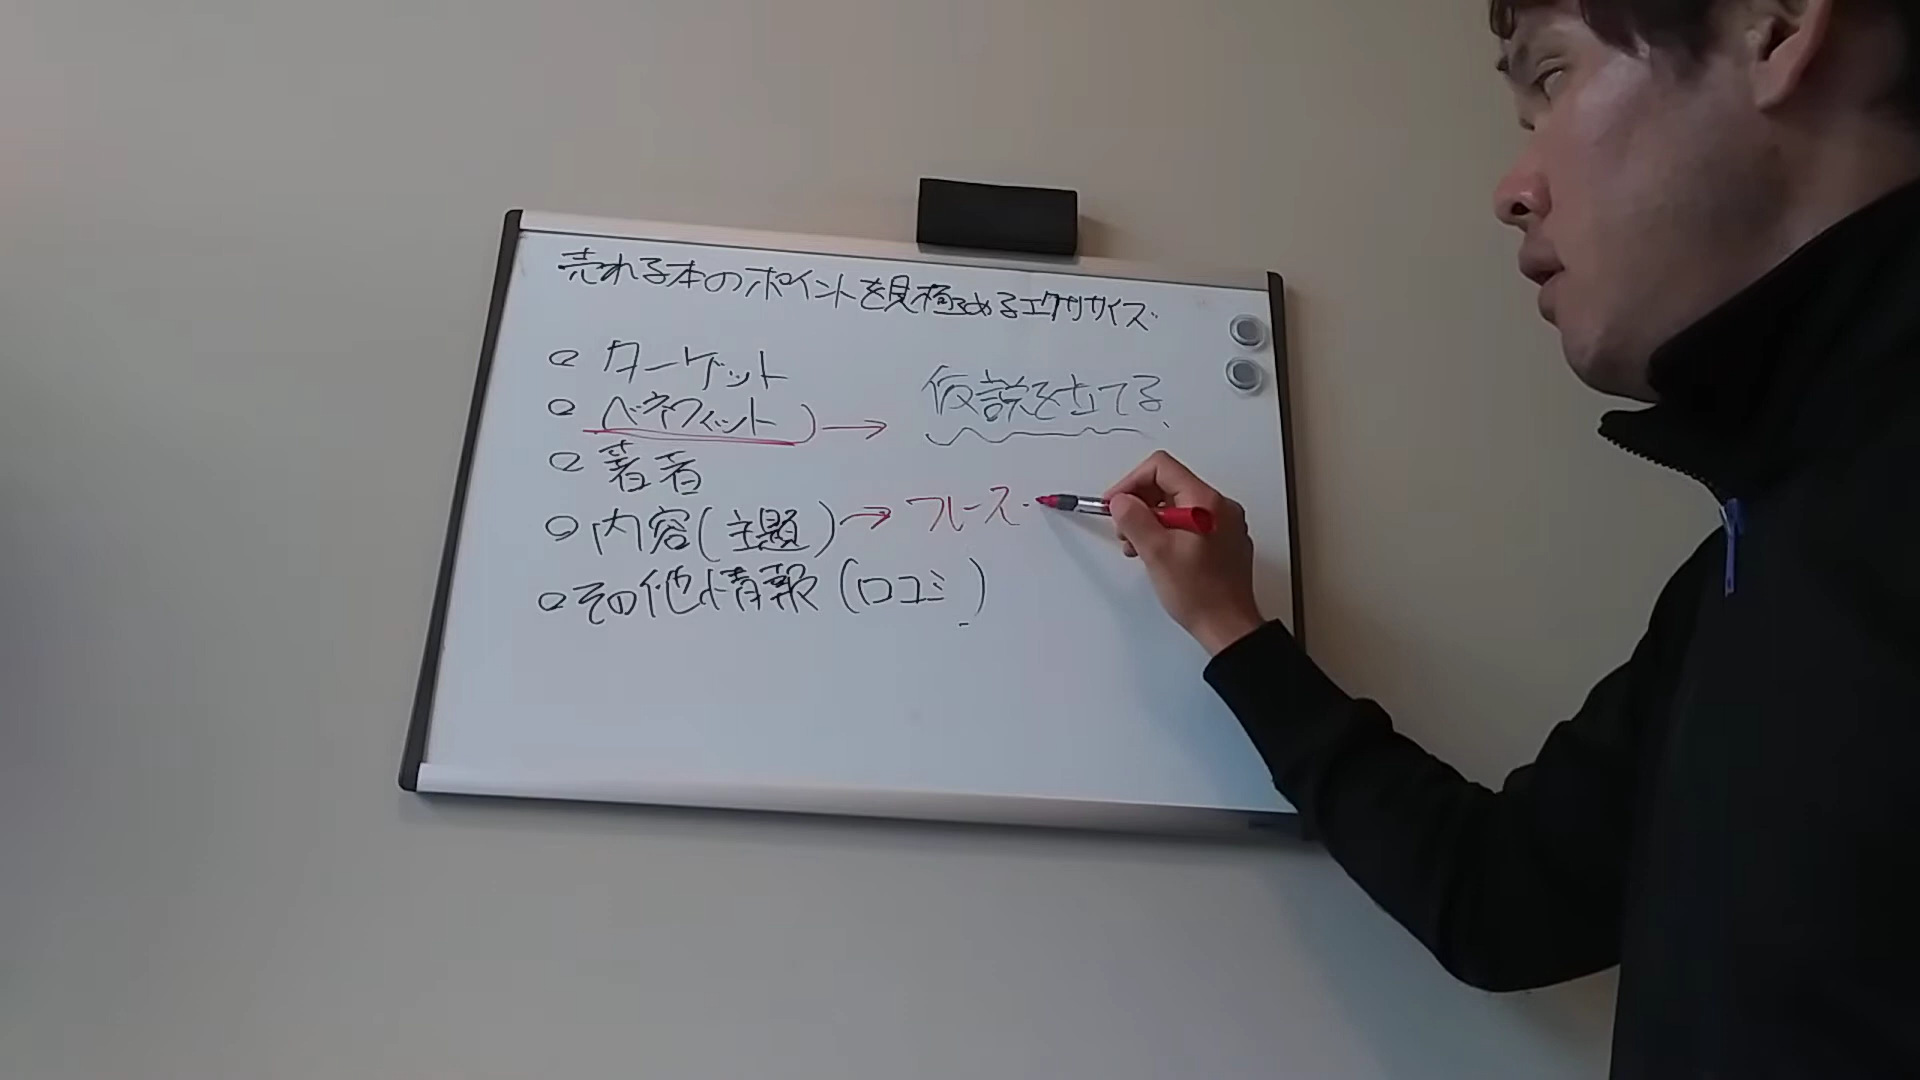 売れる本のポイントを見極めるエクササイズ
○ ターゲット
○ ベネフィット → 仮説を立てる
○ 著者
○ 内容(主題) → フレーズ
○ その他情報(口コミ)